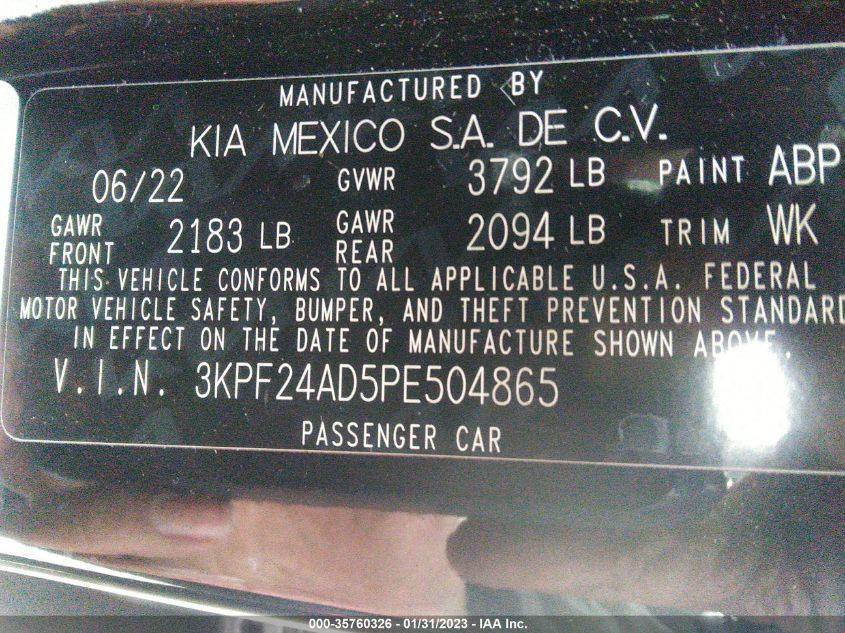 MANUFACTURED BY
KIA MEXICO S.A. DE C.V.
06/22 GVWR 3792 LB PAINT ABP
GAWR FRONT 2183 LB GAWR REAR 2094 LB TRIM WK
THIS VEHICLE CONFORMS TO ALL APPLICABLE U.S.A. FEDERAL
MOTOR VEHICLE SAFETY, BUMPER, AND THEFT PREVENTION STANDARD
IN EFFECT ON THE DATE OF MANUFACTURE SHOWN ABOVE.
V.I.N. 3KPF24AD5PE504865
PASSENGER CAR
000-35760326 - 01/31/2023 - IAA Inc.